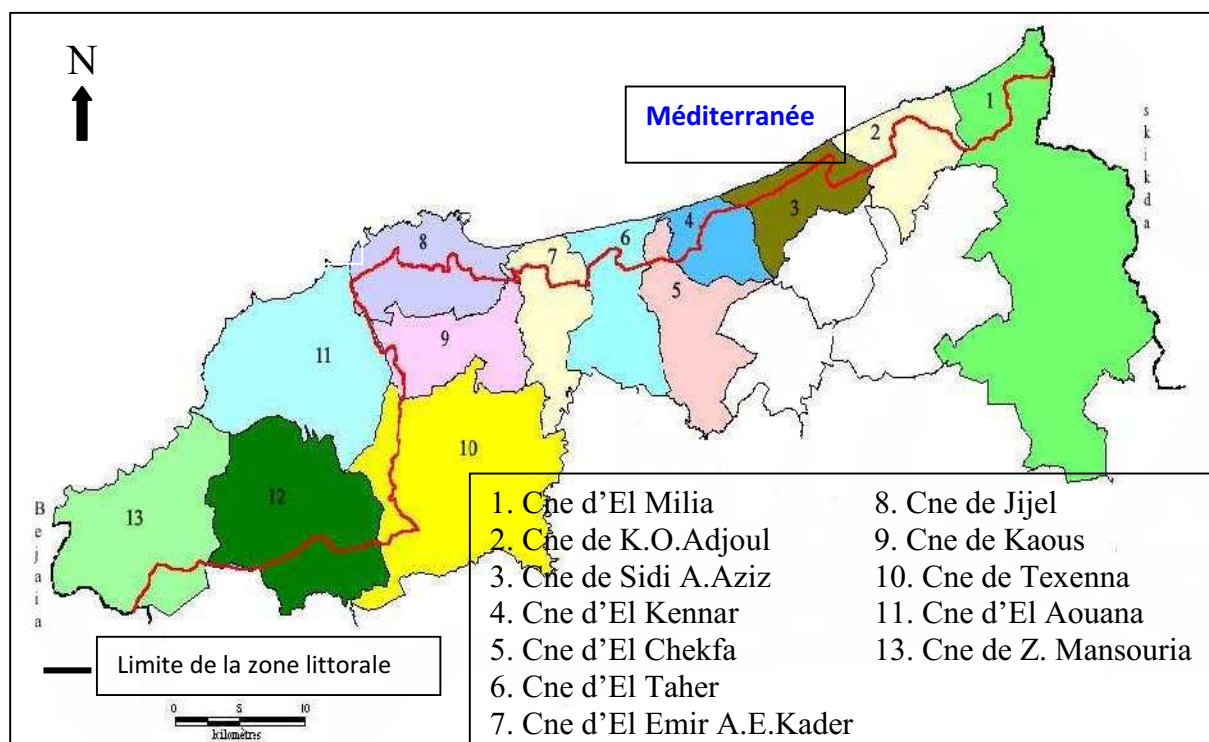 N
Méditerranée
1
2
3
4
5
6
7
8
9
10
11
12
13
skikda
Bejaia
1. Cne d’El Milia
2. Cne de K.O.Adjoul
3. Cne de Sidi A.Aziz
4. Cne d’El Kennar
5. Cne d’El Chekfa
6. Cne d’El Taher
7. Cne d’El Emir A.E.Kader
8. Cne de Jijel
9. Cne de Kaous
10. Cne de Texenna
11. Cne d’El Aouana
13. Cne de Z. Mansouria
Limite de la zone littorale
0 5 10
kilomètres